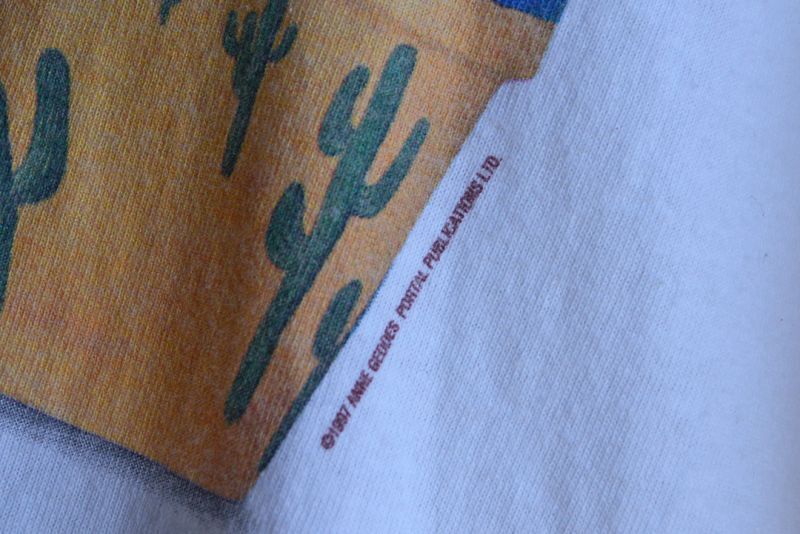 ©1997 ANNE GEDDES PORTAL PUBLICATIONS LTD.